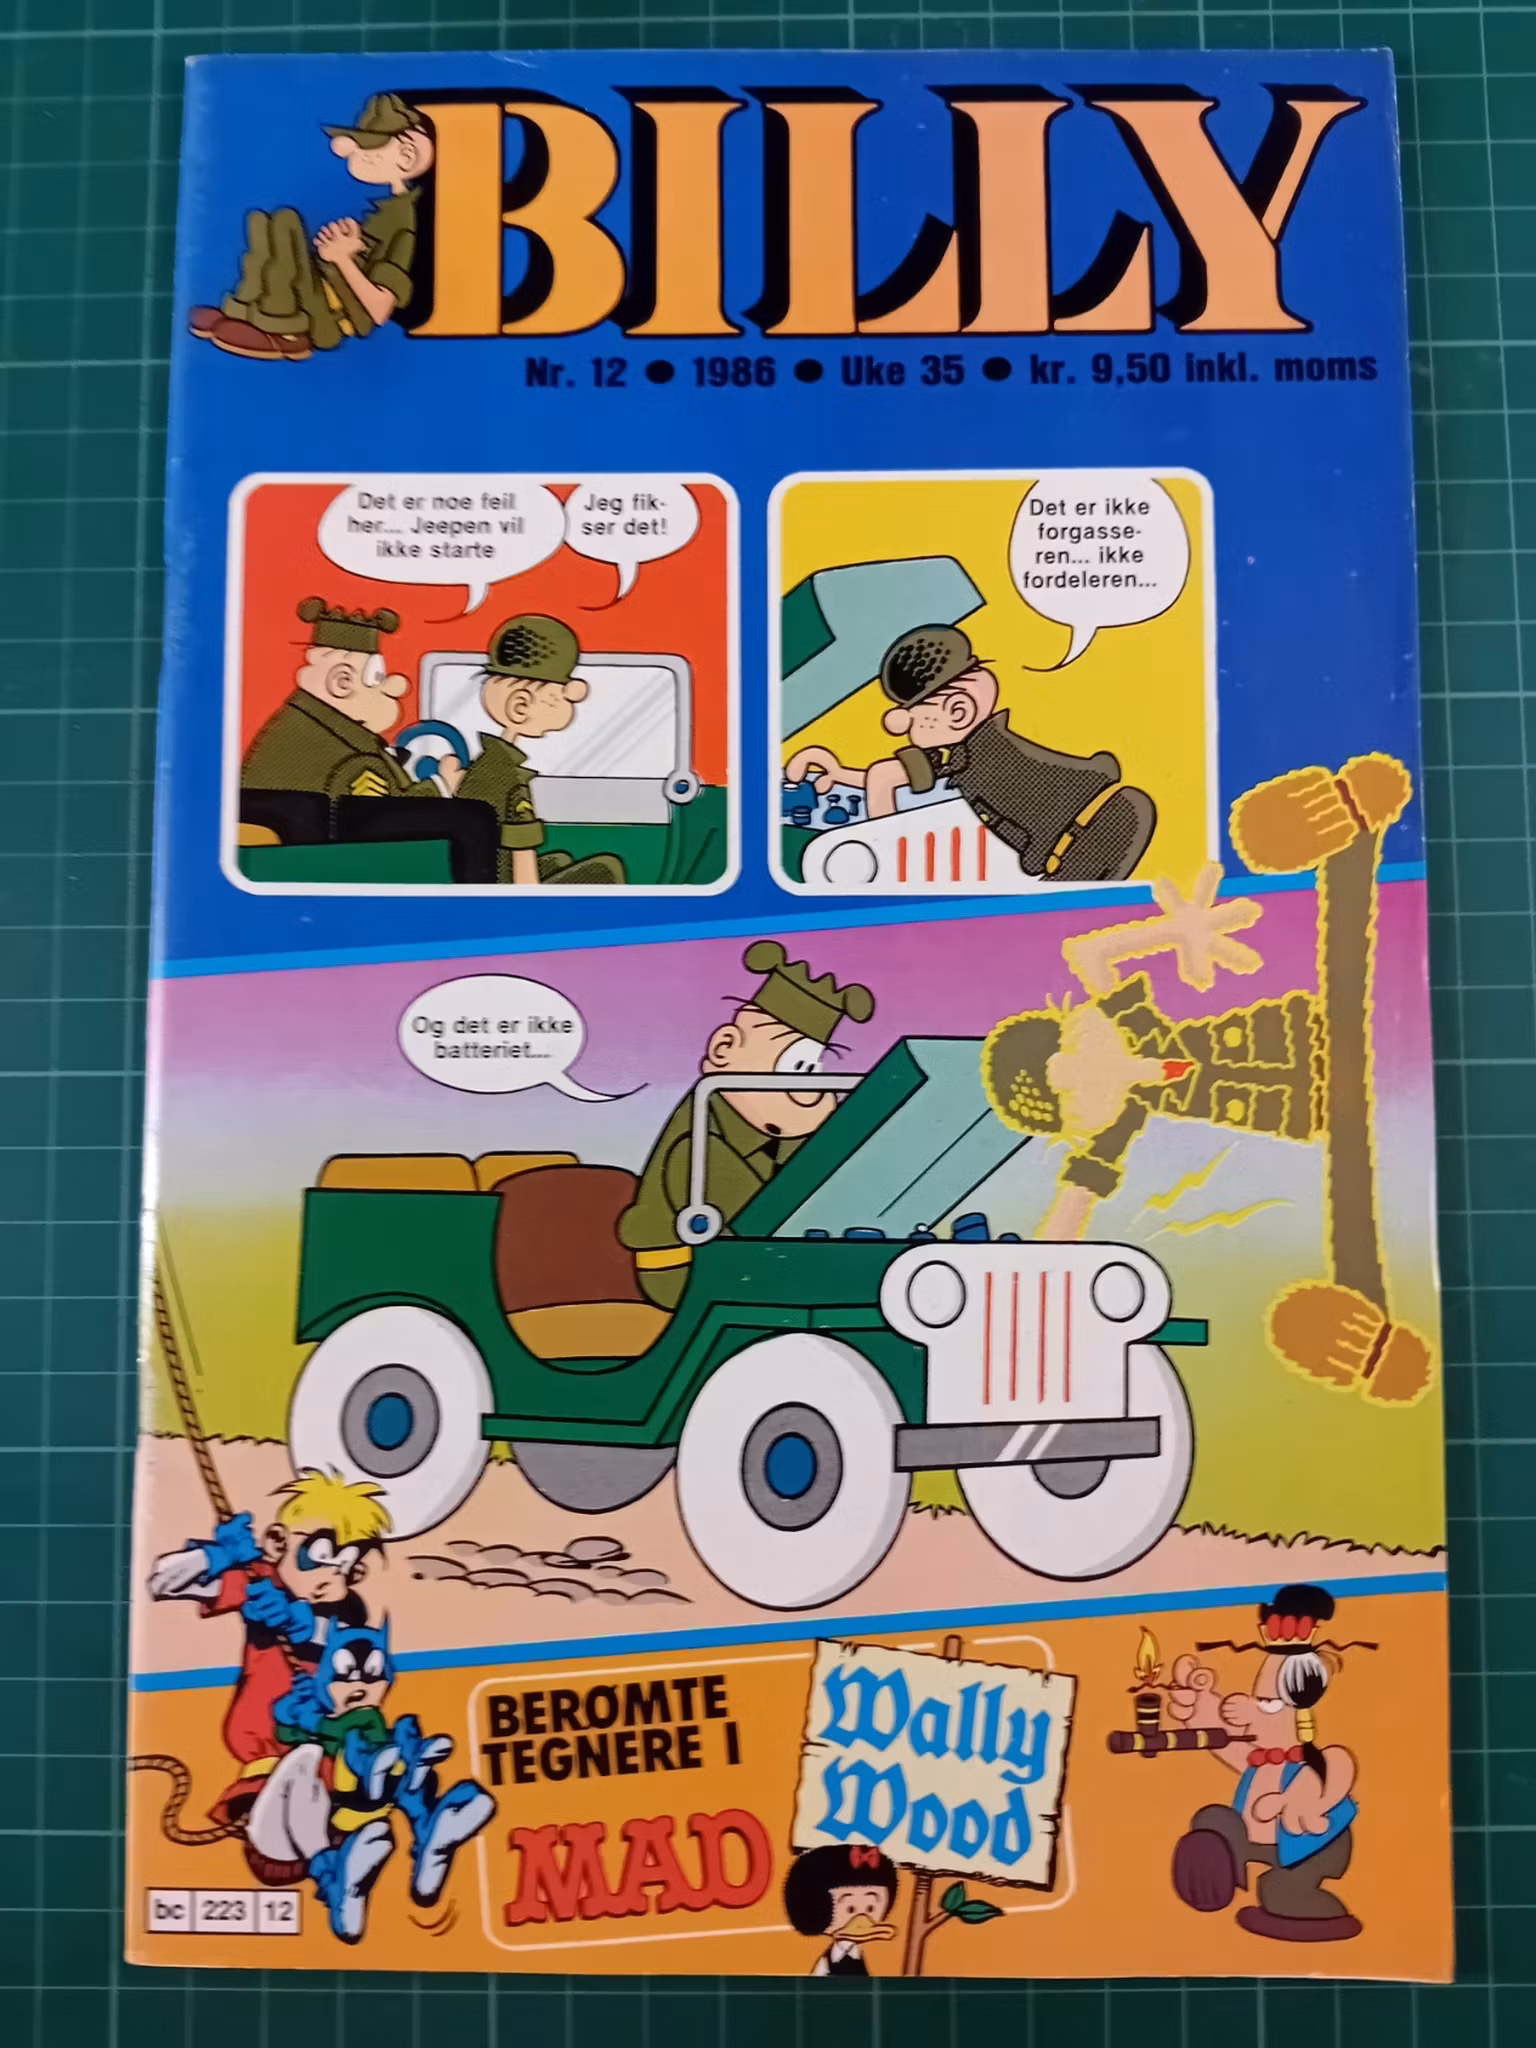 BILLY
Nr. 12 ● 1986 ● Uke 35 ● kr. 9,50 inkl. moms
Det er noe feil
her... Jeepen vil
ikke starte
Jeg fik-
ser det!
Det er ikke
forgasse-
ren... ikke
fordeleren...
Og det er ikke
batteriet...
BERØMTE
TEGNERE I
MAD
Wally
Wood
bc 223 12